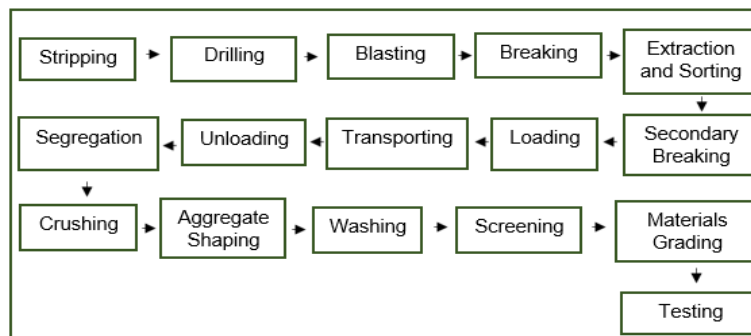 Stripping
Drilling
Blasting
Breaking
Extraction
and Sorting
Secondary
Breaking
Loading
Transporting
Unloading
Segregation
Crushing
Aggregate
Shaping
Washing
Screening
Materials
Grading
Testing